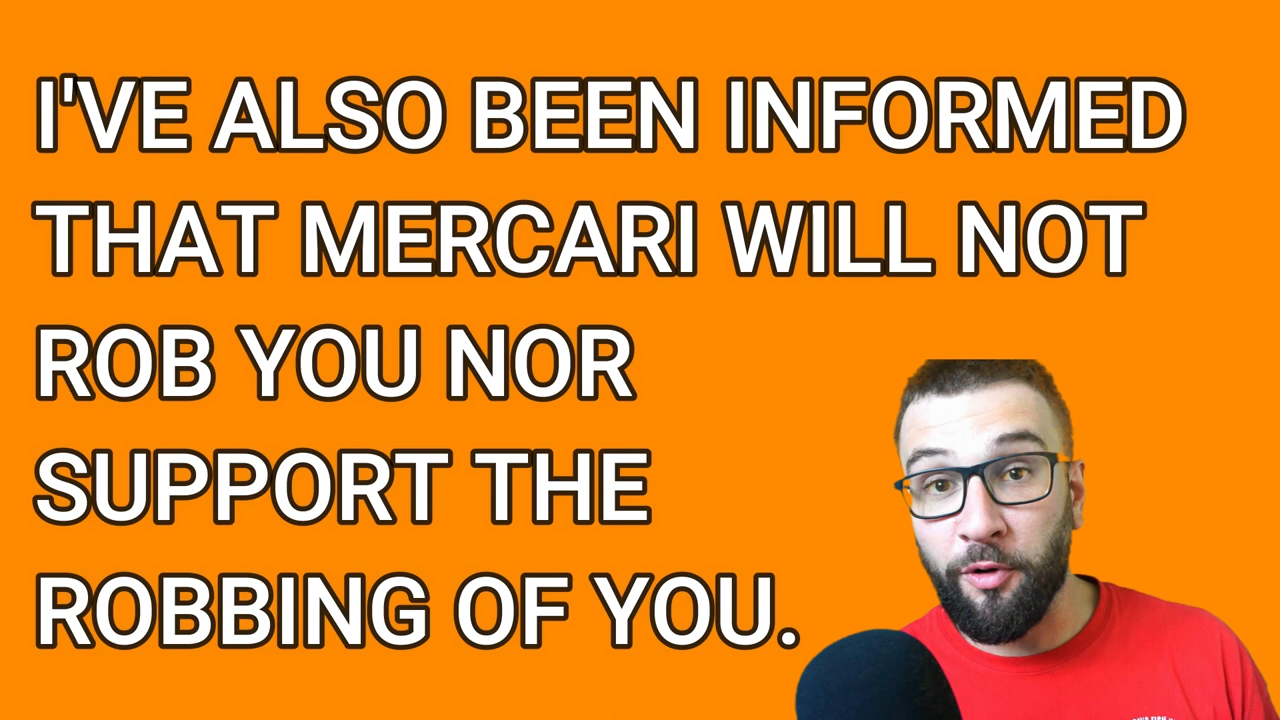 I'VE ALSO BEEN INFORMED
THAT MERCARI WILL NOT
ROB YOU NOR
SUPPORT THE
ROBBING OF YOU.